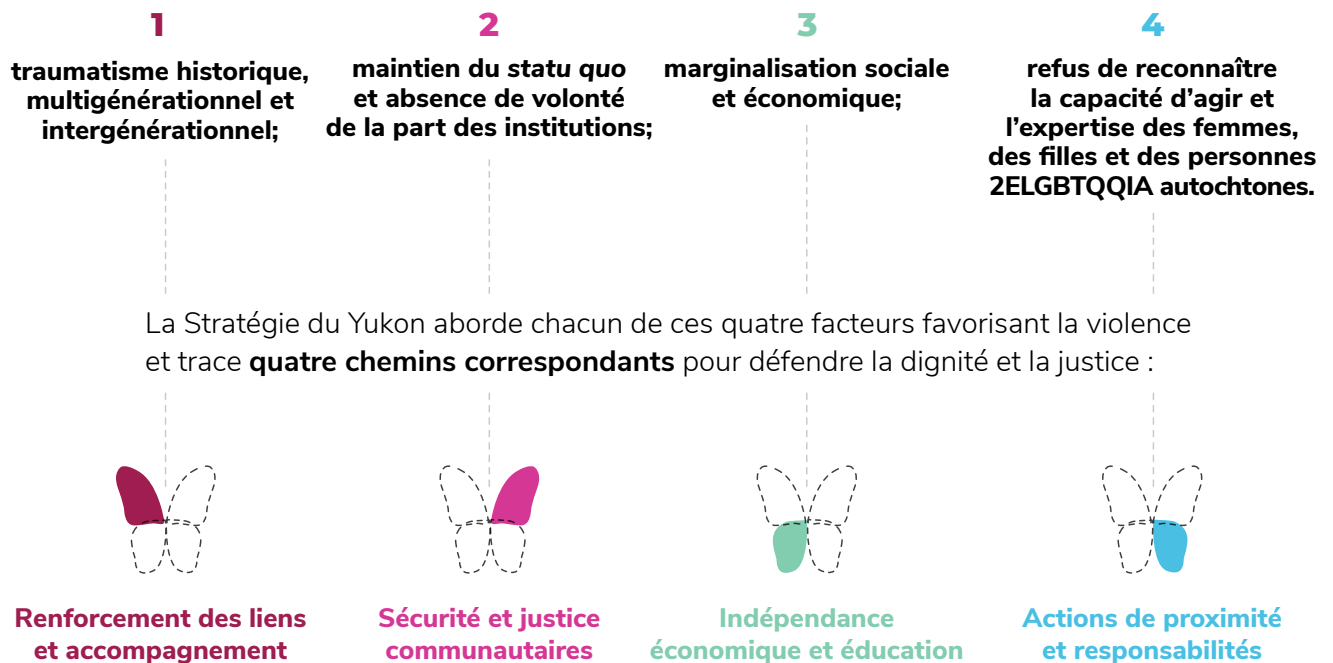 1
traumatisme historique,
multigénérationnel et
intergénérationnel;
2
maintien du statu quo
et absence de volonté
de la part des institutions;
3
marginalisation sociale
et économique;
4
refus de reconnaître
la capacité d’agir et
l’expertise des femmes,
des filles et des personnes
2ELGBTQQIA autochtones.
La Stratégie du Yukon aborde chacun de ces quatre facteurs favorisant la violence
et trace quatre chemins correspondants pour défendre la dignité et la justice :
Renforcement des liens
et accompagnement
Sécurité et justice
communautaires
Indépendance
économique et éducation
Actions de proximité
et responsabilités